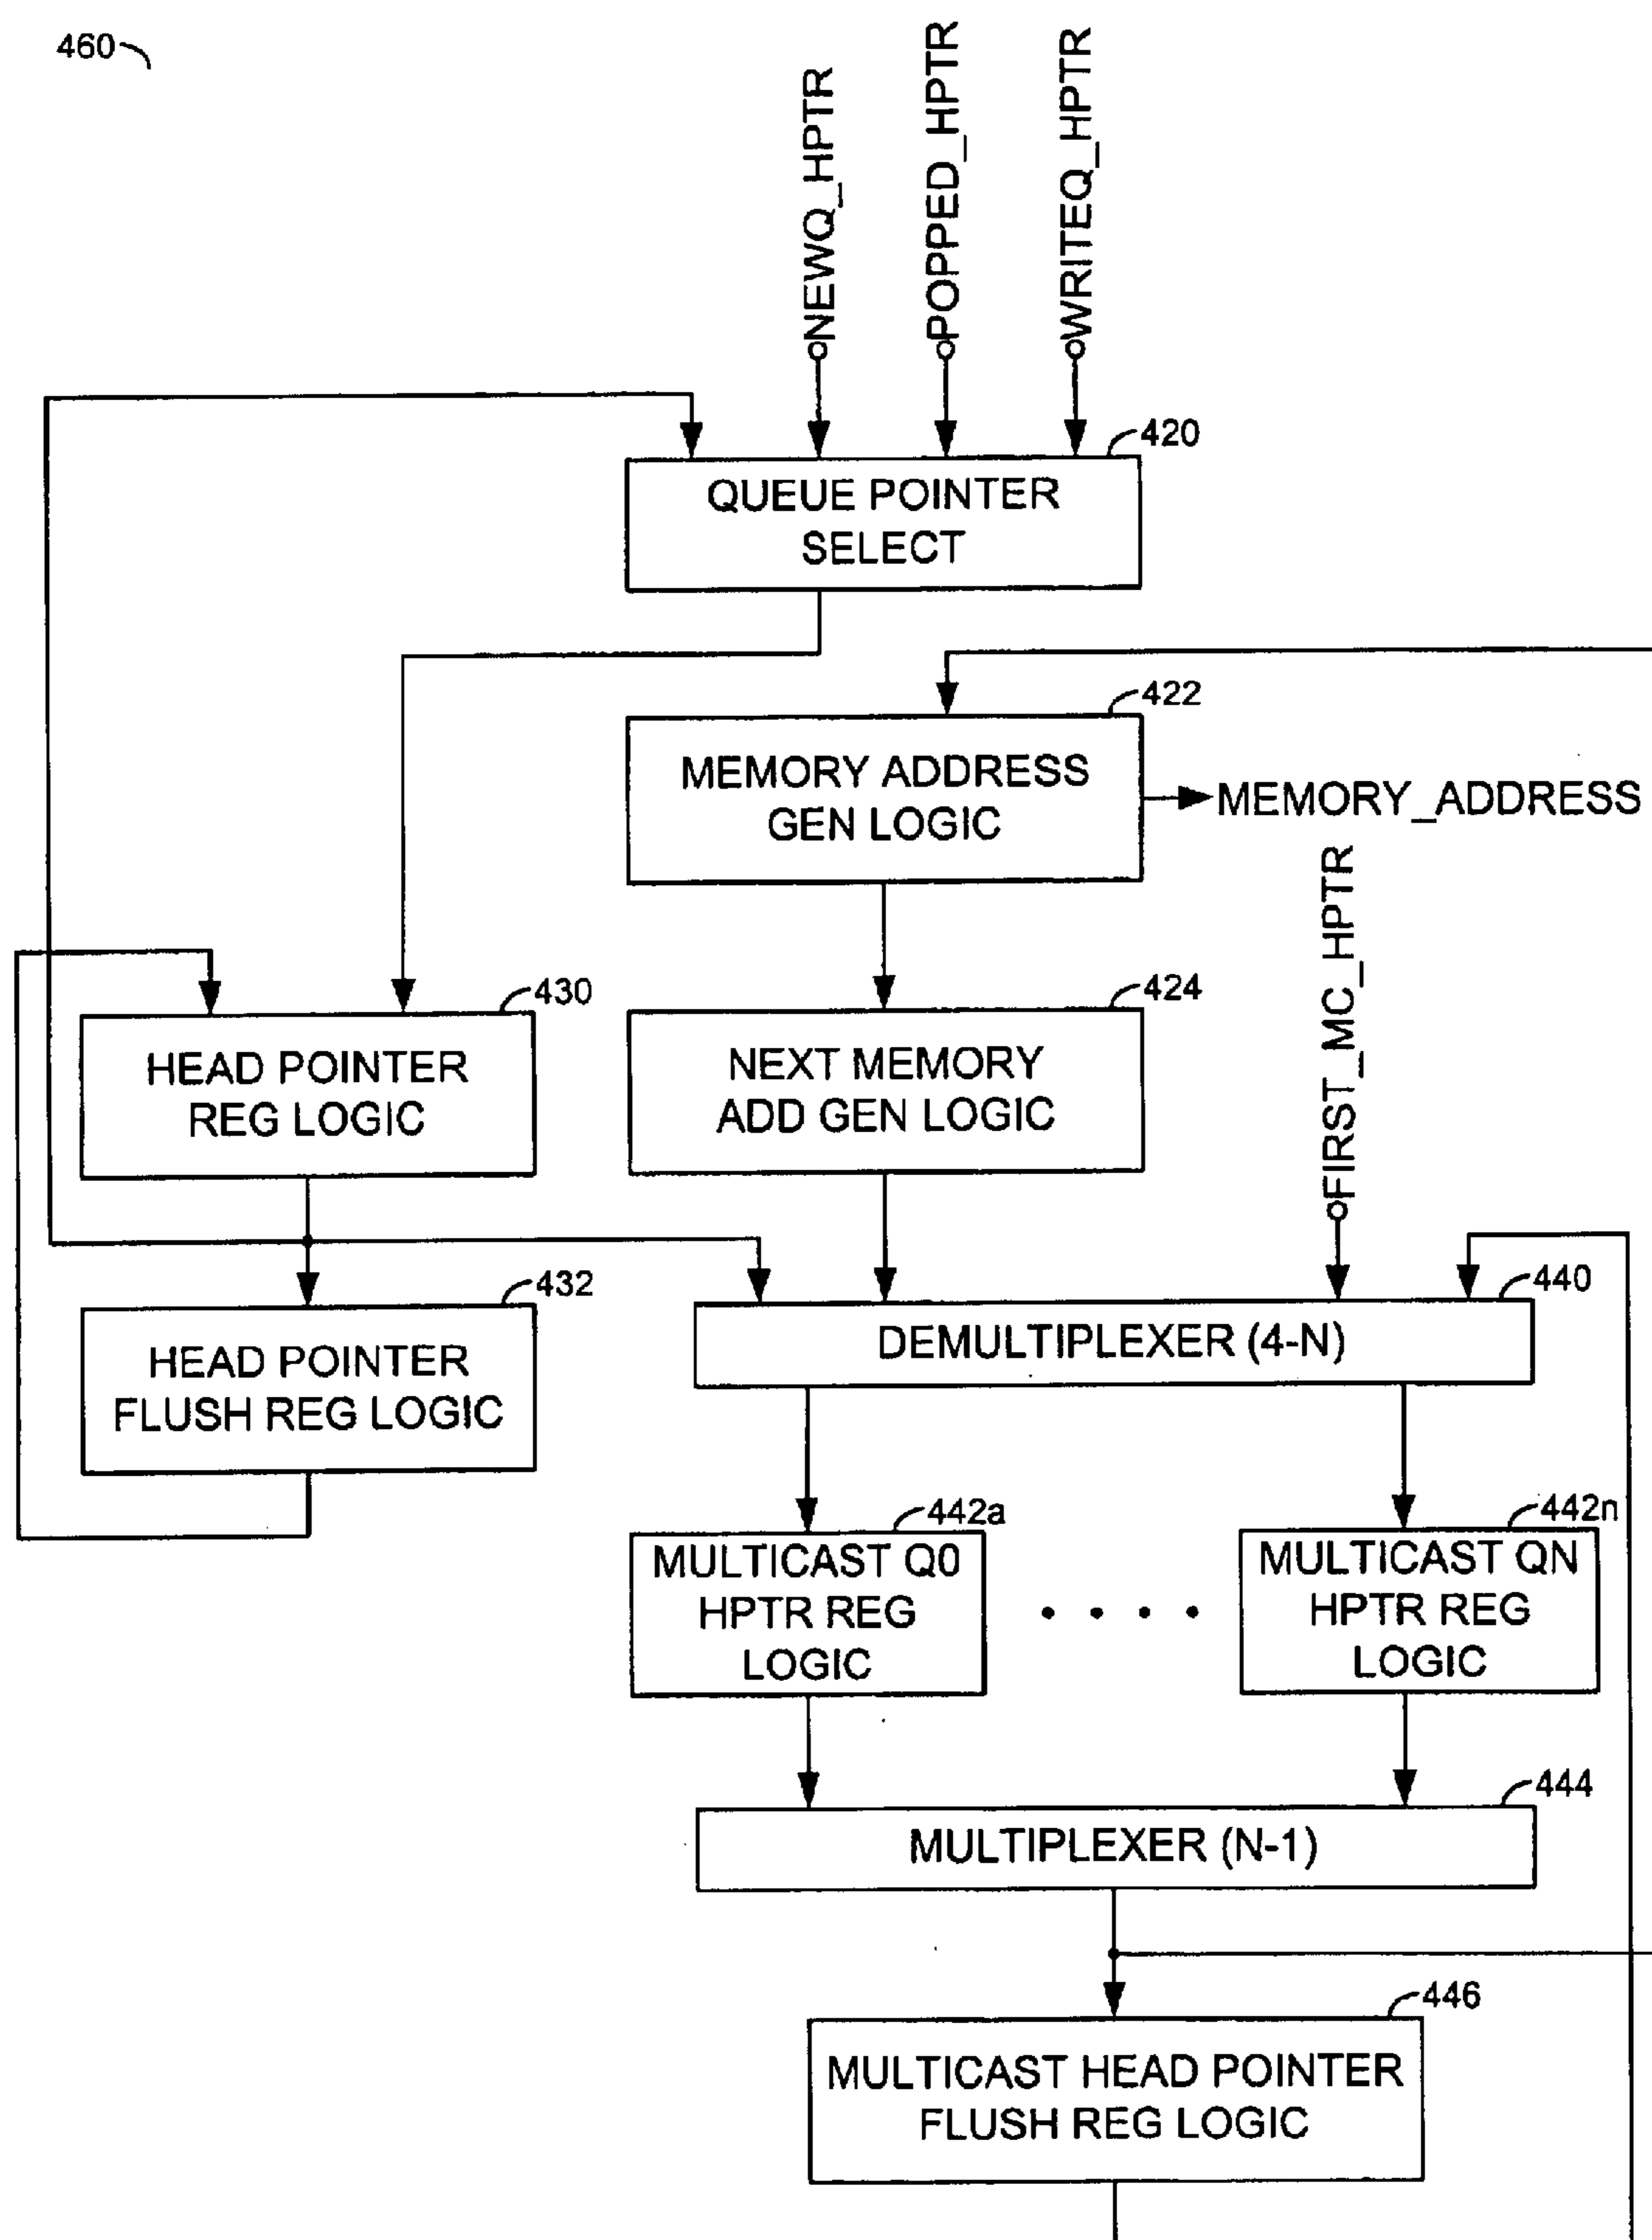 460
NEWQ_HPTR
POPPED_HPTR
WRITEQ_HPTR
420
QUEUE POINTER
SELECT
422
MEMORY ADDRESS
GEN LOGIC
MEMORY_ADDRESS
FIRST_MC_HPTR
430
HEAD POINTER
REG LOGIC
424
NEXT MEMORY
ADD GEN LOGIC
432
HEAD POINTER
FLUSH REG LOGIC
440
DEMULTIPLEXER (4-N)
442a
MULTICAST Q0
HPTR REG
LOGIC
442n
MULTICAST QN
HPTR REG
LOGIC
444
MULTIPLEXER (N-1)
446
MULTICAST HEAD POINTER
FLUSH REG LOGIC